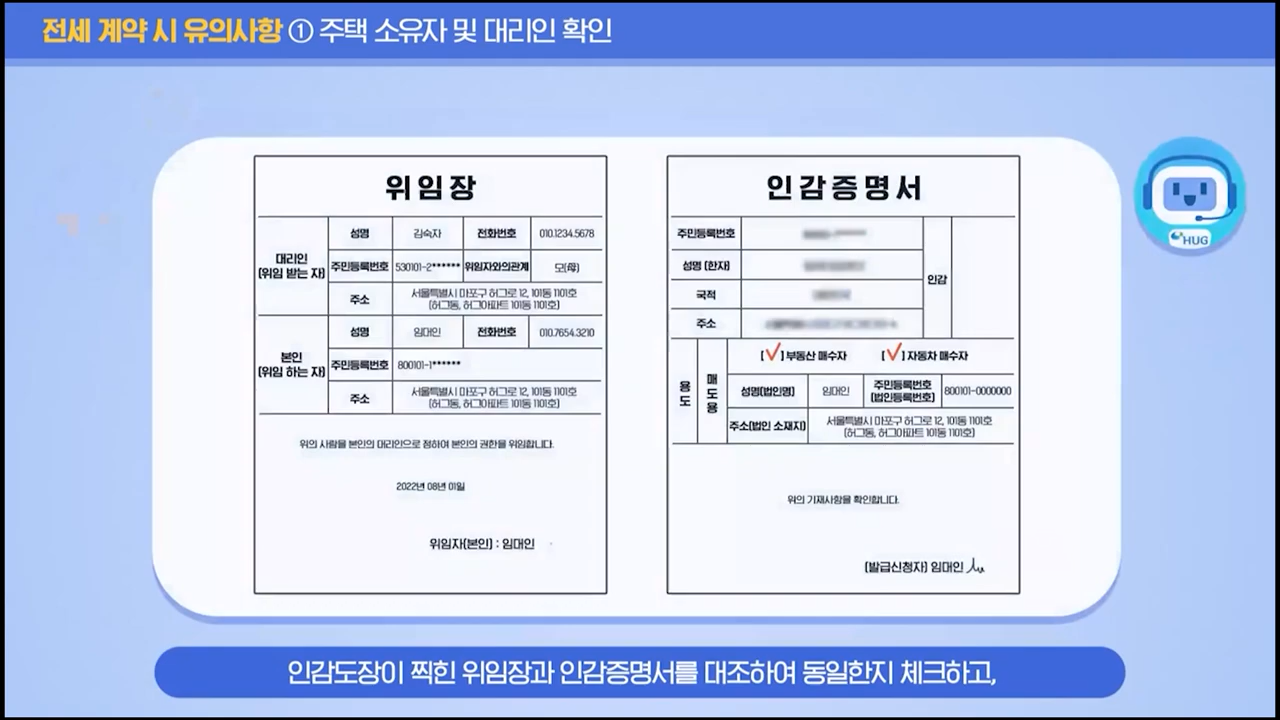 전세 계약 시 유의사항 ① 주택 소유자 및 대리인 확인
HUG
위임장
대리인
(위임 받는 자)
성명 김숙자 전화번호 010.1234.5678
주민등록번호 530101-2****** 위임자와의관계 모(母)
주소 서울특별시 마포구 허그로 12, 101동 1101호
(허그동, 허그아파트 101동 1101호)
본인
(위임 하는 자)
성명 임대인 전화번호 010.7654.3210
주민등록번호 800101-1******
주소 서울특별시 마포구 허그로 12, 101동 1101호
(허그동, 허그아파트 101동 1101호)
위의 사람을 본인의 대리인으로 정하여 본인의 권한을 위임합니다.
2022년 08월 01일
위임자(본인) : 임대인
인감증명서
주민등록번호
성명 (한자)
국적
주소
인감
용도
매도용
[✓] 부동산 매수자 [✓] 자동차 매수자
성명(법인명) 임대인 주민등록번호
(법인등록번호) 800101-0000000
주소(법인 소재지) 서울특별시 마포구 허그로 12, 101동 1101호
(허그동, 허그아파트 101동 1101호)
위의 기재사항을 확인합니다.
(발급신청자) 임대인
인감도장이 찍힌 위임장과 인감증명서를 대조하여 동일한지 체크하고,